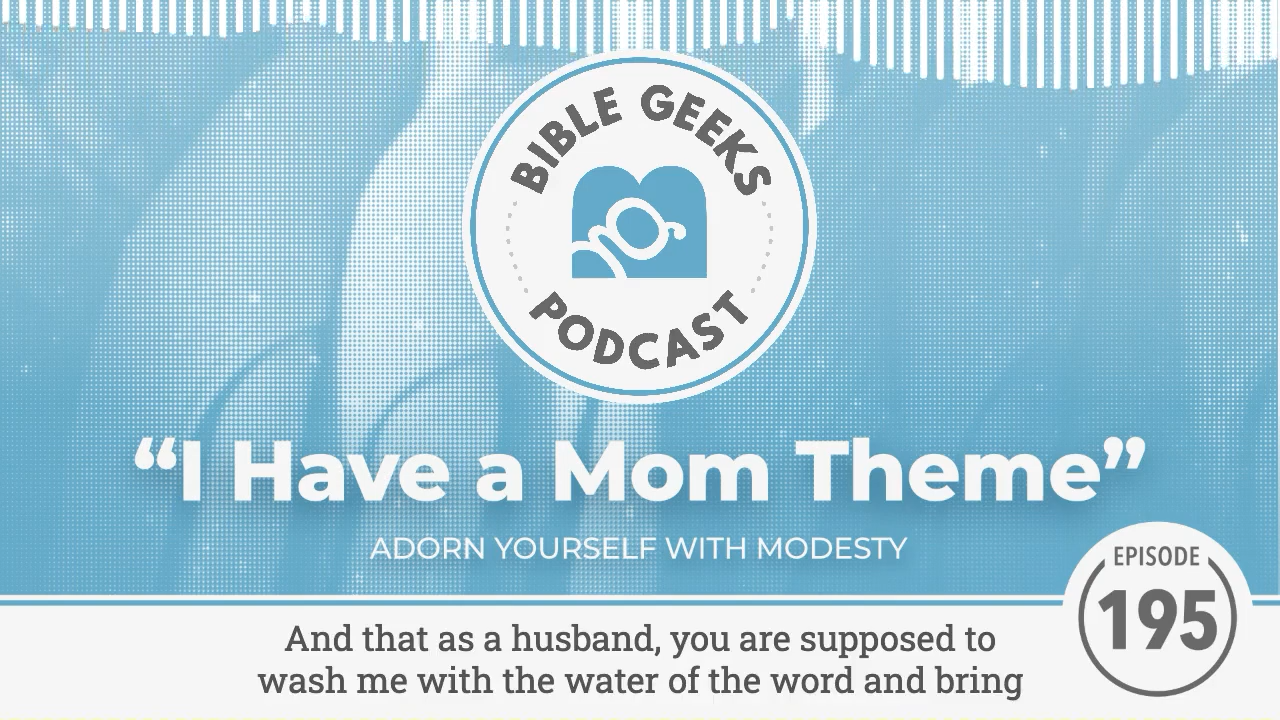 BIBLE GEEKS
PODCAST
“I Have a Mom Theme”
ADORN YOURSELF WITH MODESTY
EPISODE
195
And that as a husband, you are supposed to
wash me with the water of the word and bring